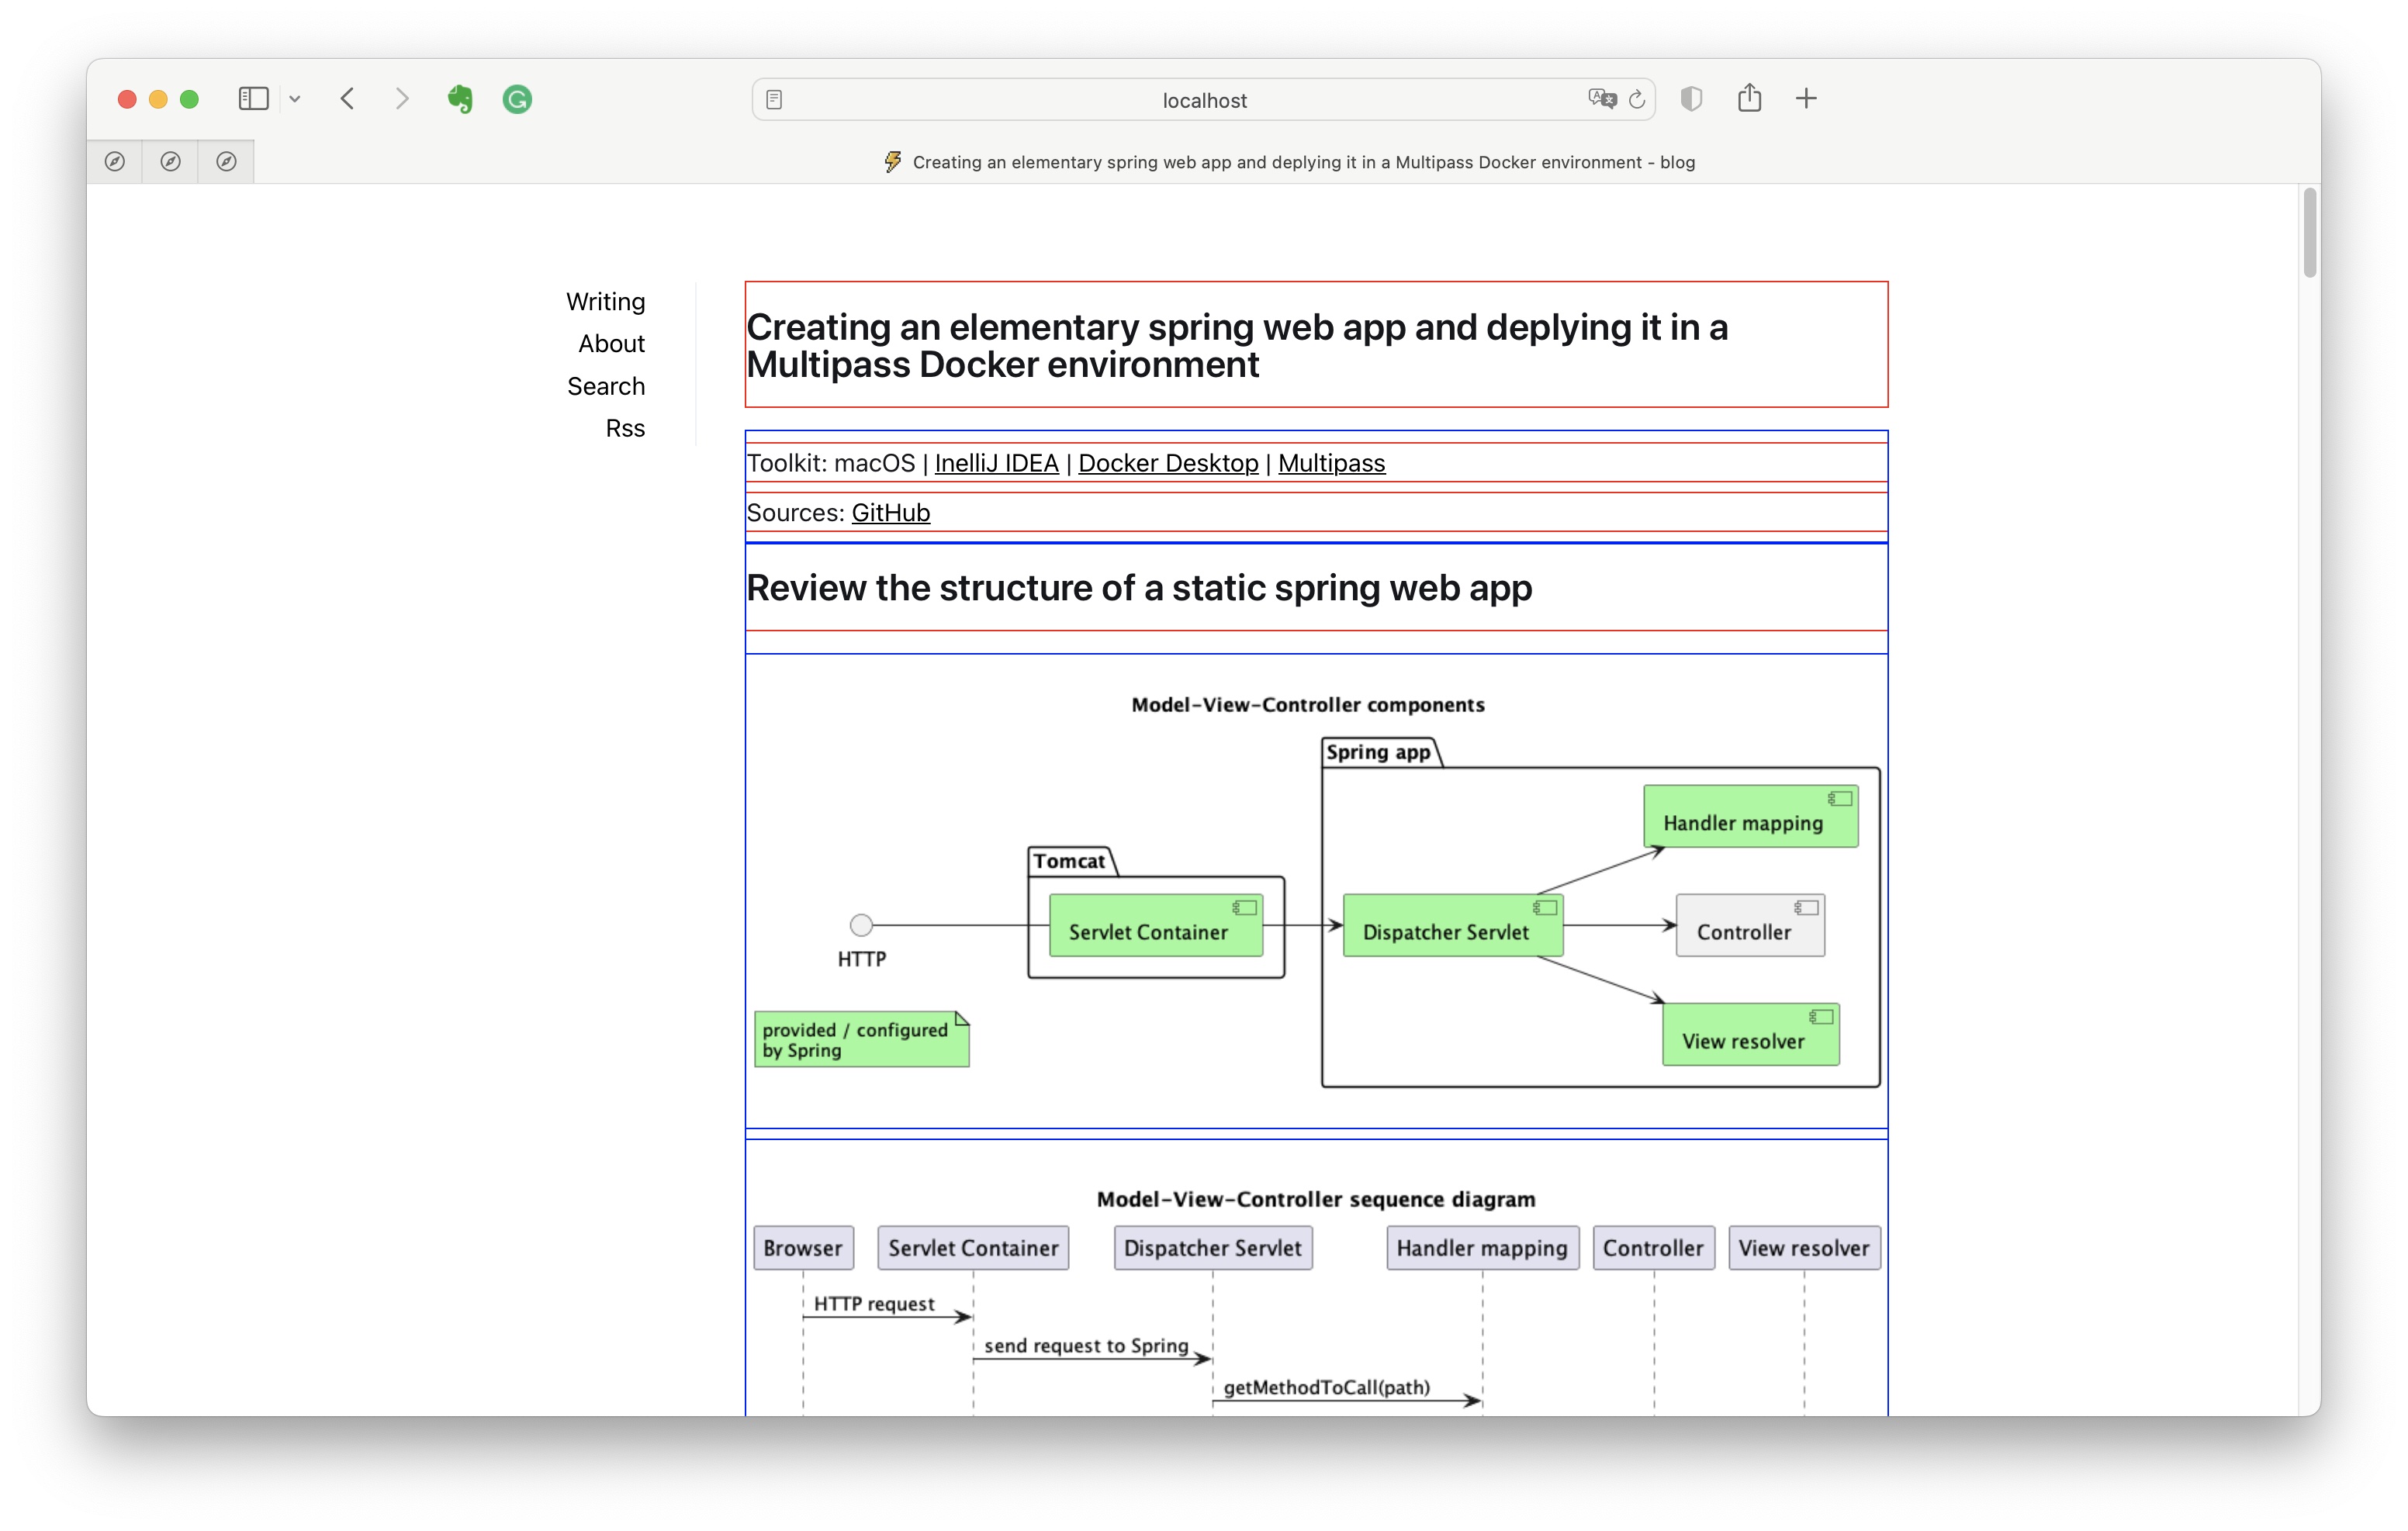 localhost
Creating an elementary spring web app and deplying it in a Multipass Docker environment - blog
Writing
About
Search
Rss
Creating an elementary spring web app and deplying it in a
Multipass Docker environment
Toolkit: macOS | InelliJ IDEA | Docker Desktop | Multipass
Sources: GitHub
Review the structure of a static spring web app
Model-View-Controller components
Spring app
Handler mapping
Tomcat
Servlet Container
Dispatcher Servlet
Controller
HTTP
provided / configured
by Spring
View resolver
Model-View-Controller sequence diagram
Browser
Servlet Container
Dispatcher Servlet
Handler mapping
Controller
View resolver
HTTP request
send request to Spring
getMethodToCall(path)